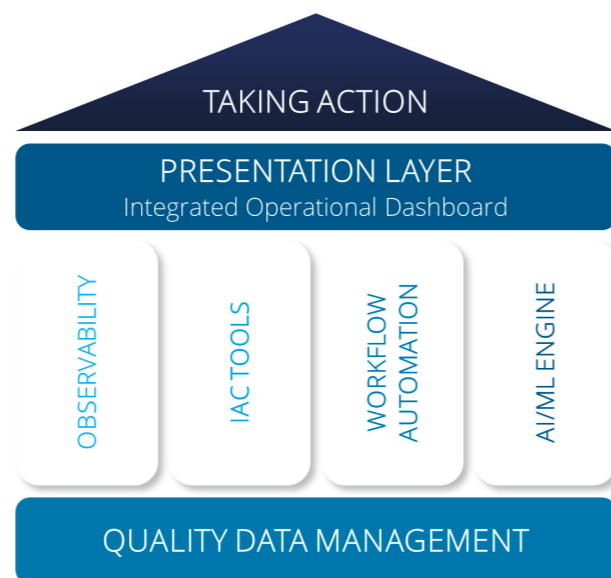 TAKING ACTION
PRESENTATION LAYER
Integrated Operational Dashboard
OBSERVABILITY
IAC TOOLS
WORKFLOW
AUTOMATION
AI/ML ENGINE
QUALITY DATA MANAGEMENT